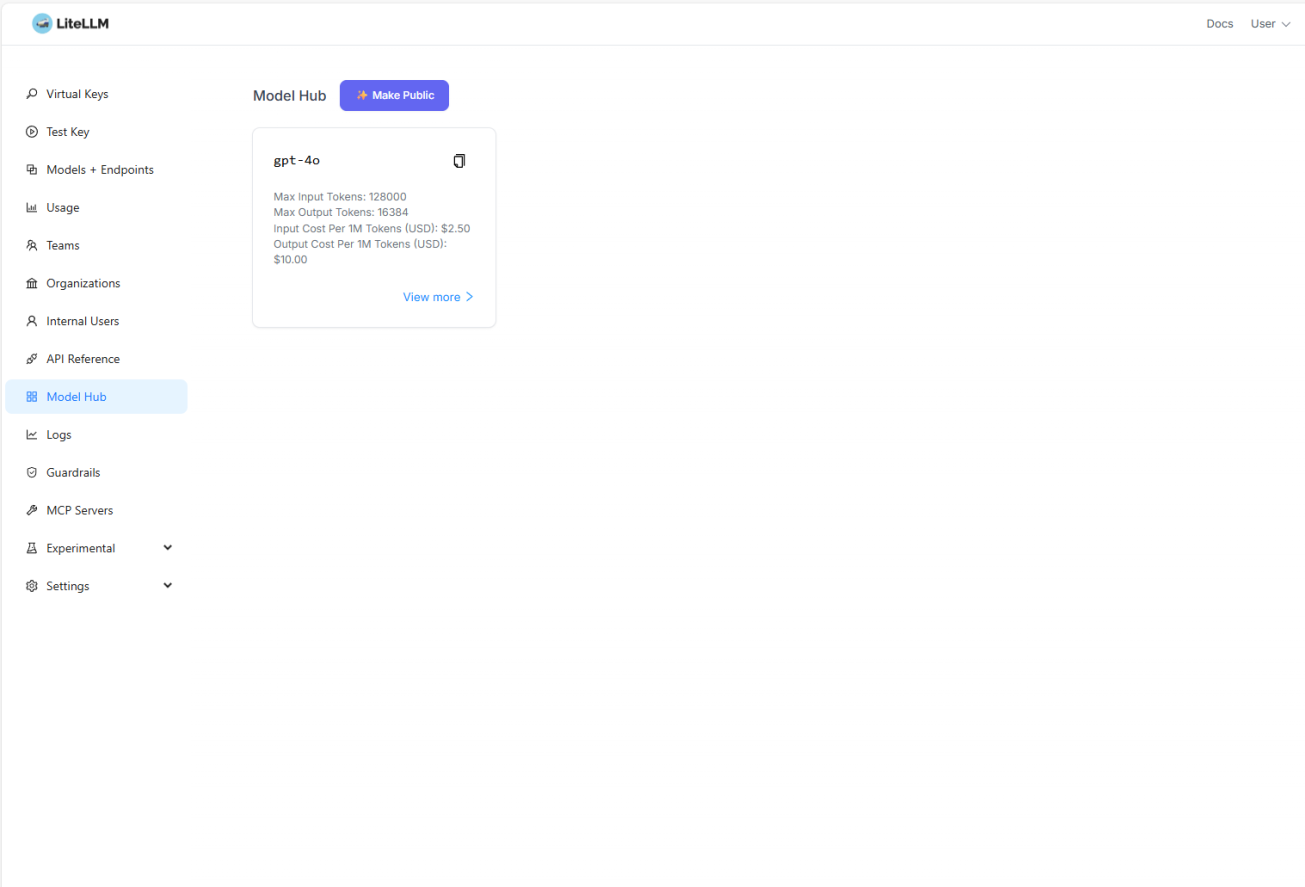 LiteLLM
Docs
User
Virtual Keys
Test Key
Models + Endpoints
Usage
Teams
Organizations
Internal Users
API Reference
Model Hub
Logs
Guardrails
MCP Servers
Experimental
Settings
Model Hub
Make Public
gpt-4o
Max Input Tokens: 128000
Max Output Tokens: 16384
Input Cost Per 1M Tokens (USD): $2.50
Output Cost Per 1M Tokens (USD):
$10.00
View more